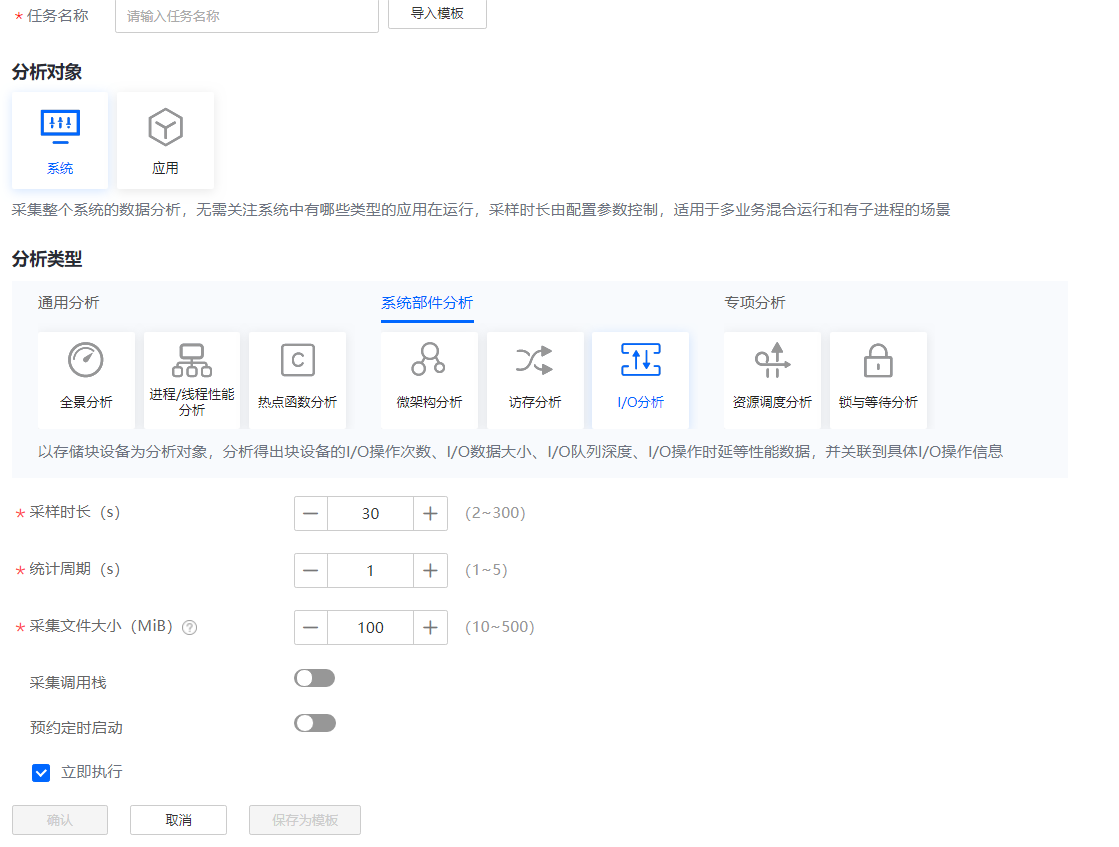 * 任务名称 请输入任务名称 导入模板
分析对象
系统 应用
采集整个系统的数据分析，无需关注系统中有哪些类型的应用在运行，采样时长由配置参数控制，适用于多业务混合运行和有子进程的场景
分析类型
通用分析 系统部件分析 专项分析
C
全景分析 进程/线程性能分析 热点函数分析 微架构分析 访存分析 I/O分析 资源调度分析 锁与等待分析
以存储块设备为分析对象，分析得出块设备的I/O操作次数、I/O数据大小、I/O队列深度、I/O操作时延等性能数据，并关联到具体I/O操作信息
* 采样时长（s） — 30 + (2~300)
* 统计周期（s） — 1 + (1~5)
* 采集文件大小（MiB） ? — 100 + (10~500)
采集调用栈
预约定时启动
立即执行
确认 取消 保存为模板